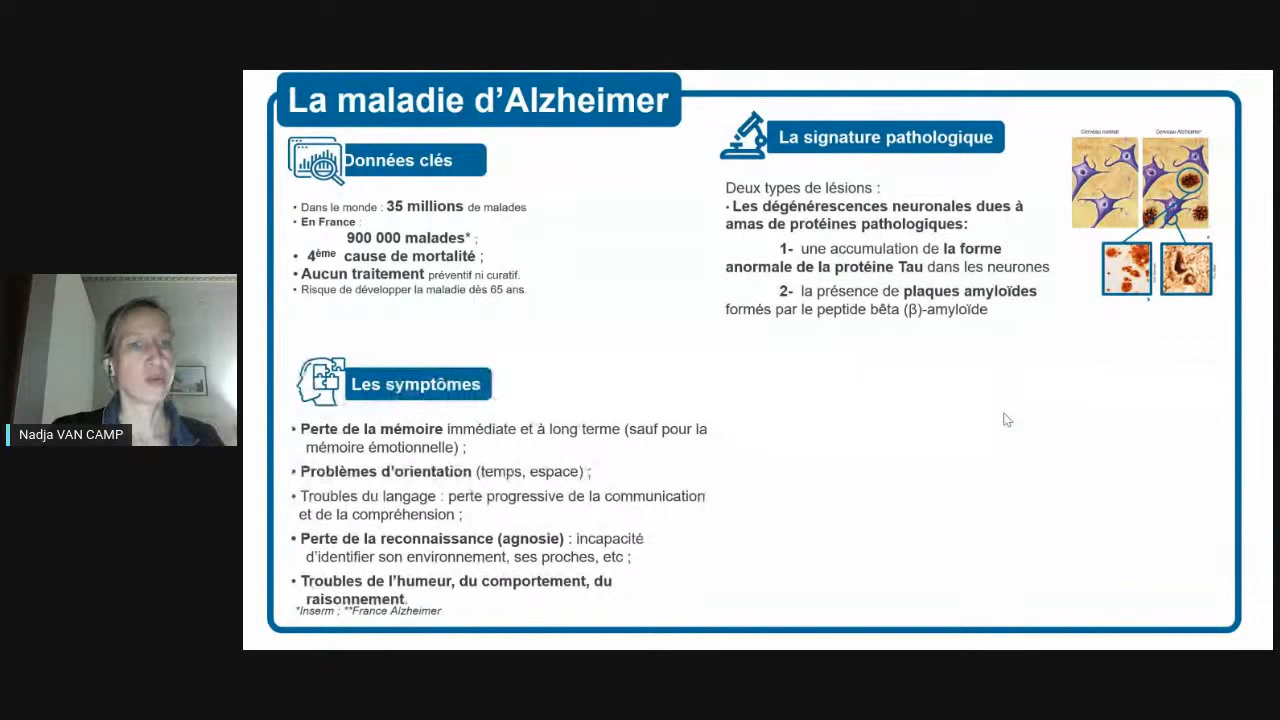 La maladie d'Alzheimer
Données clés
• Dans le monde : 35 millions de malades
• En France :
900 000 malades* ;
• 4ème cause de mortalité ;
• Aucun traitement préventif ni curatif.
• Risque de développer la maladie dès 65 ans.
Les symptômes
• Perte de la mémoire immédiate et à long terme (sauf pour la
mémoire émotionnelle) ;
• Problèmes d'orientation (temps, espace) ;
• Troubles du langage : perte progressive de la communication
et de la compréhension ;
• Perte de la reconnaissance (agnosie) : incapacité
d'identifier son environnement, ses proches, etc ;
• Troubles de l'humeur, du comportement, du
raisonnement.
*Inserm ; **France Alzheimer
La signature pathologique
Deux types de lésions :
• Les dégénérescences neuronales dues à
amas de protéines pathologiques:
1- une accumulation de la forme
anormale de la protéine Tau dans les neurones
2- la présence de plaques amyloïdes
formés par le peptide bêta (β)-amyloïde
Cerveau normal
Cerveau Alzheimer
Nadja VAN CAMP